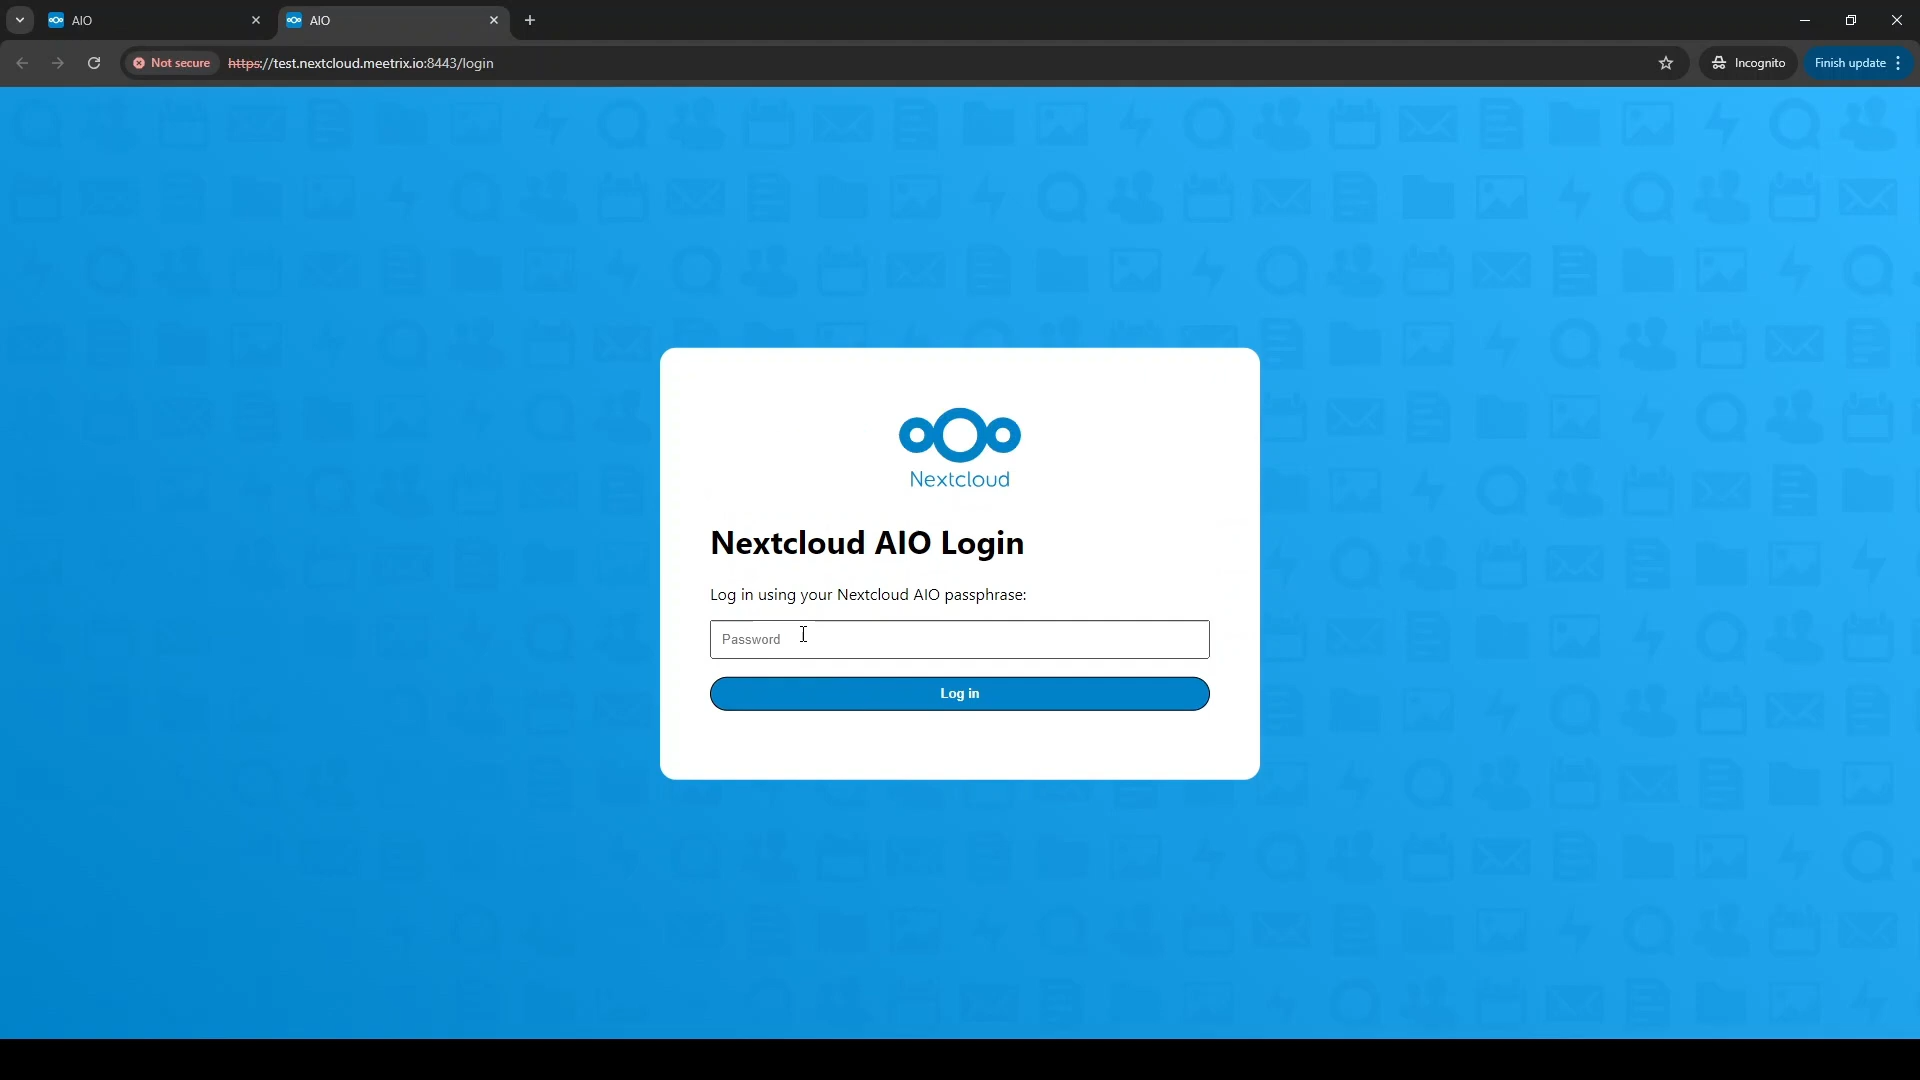 AIO
AIO
Not secure
https://test.nextcloud.meetrix.io:8443/login
Incognito
Finish update
Nextcloud
Nextcloud AIO Login
Log in using your Nextcloud AIO passphrase:
Password
Log in